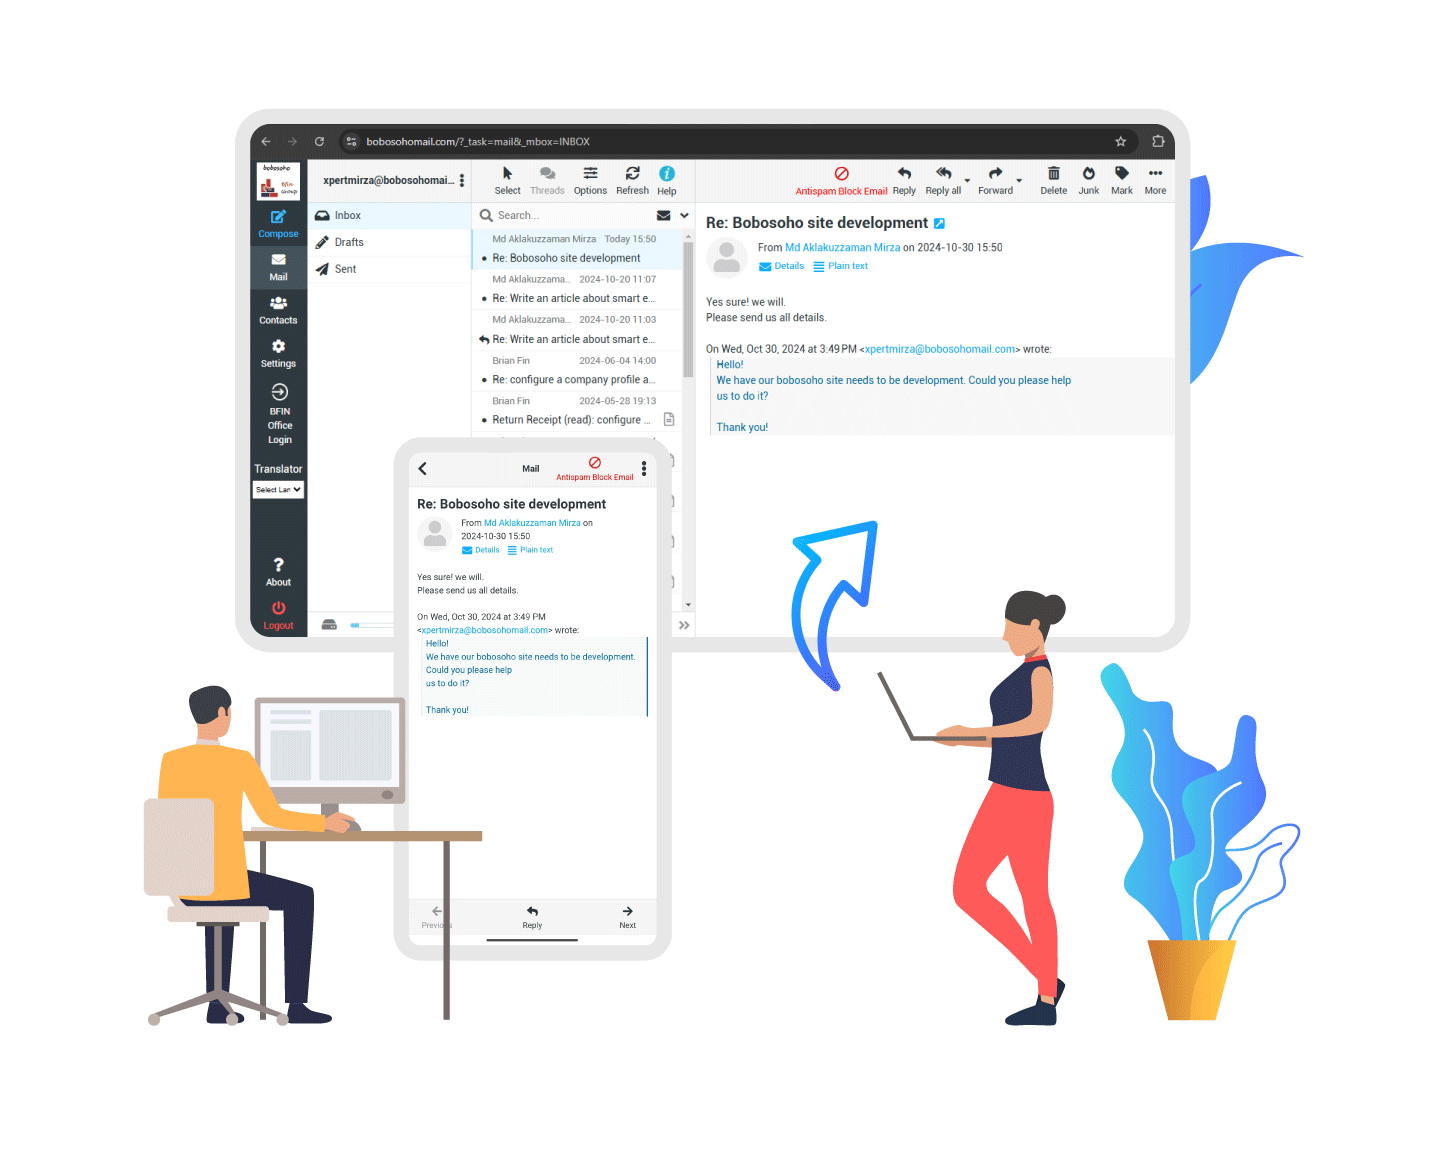 bobosohomail.com/?_task=mail&_mbox=INBOX
bobosoho
Bfin
Group
Compose
Mail
Contacts
Settings
BFIN
Office
Login
Translator
Select Lan
About
Logout
xpertmirza@bobosohomai...
Inbox
Drafts
Sent
Select
Threads
Options
Refresh
Help
Search...
Md Aklakuzzaman Mirza Today 15:50
Re: Bobosoho site development
Md Aklakuzzama... 2024-10-20 11:07
Re: Write an article about smart e...
Md Aklakuzzama... 2024-10-20 11:03
Re: Write an article about smart e...
Brian Fin 2024-06-04 14:00
Re: configure a company profile a...
Brian Fin 2024-05-28 19:13
Return Receipt (read): configure ...
Antispam Block Email
Reply
Reply all
Forward
Delete
Junk
Mark
More
Re: Bobosoho site development
From Md Aklakuzzaman Mirza on 2024-10-30 15:50
Details Plain text
Yes sure! we will.
Please send us all details.
On Wed, Oct 30, 2024 at 3:49 PM <xpertmirza@bobosohomail.com> wrote:
Hello!
We have our bobosoho site needs to be development. Could you please help
us to do it?
Thank you!
Mail
Antispam Block Email
Re: Bobosoho site development
From Md Aklakuzzaman Mirza on
2024-10-30 15:50
Details Plain text
Yes sure! we will.
Please send us all details.
On Wed, Oct 30, 2024 at 3:49 PM
<xpertmirza@bobosohomail.com> wrote:
Hello!
We have our bobosoho site needs to be development.
Could you please help
us to do it?
Thank you!
Previous
Reply
Next